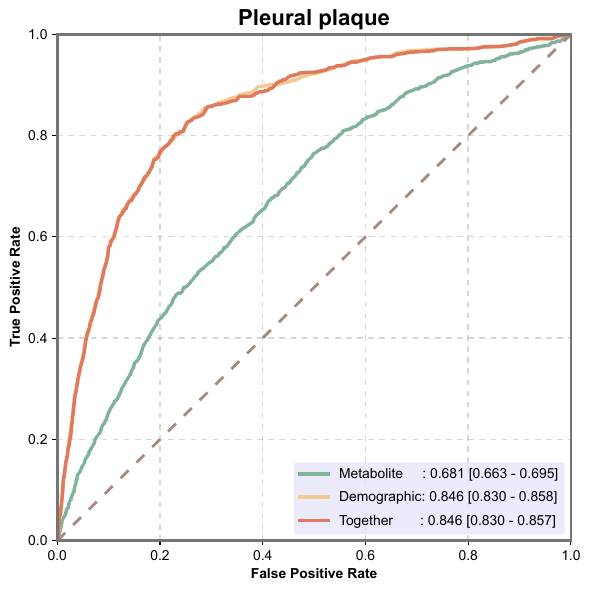 Pleural plaque
True Positive Rate
1.0
0.8
0.6
0.4
0.2
0.0
Metabolite : 0.681 [0.663 - 0.695]
Demographic: 0.846 [0.830 - 0.858]
Together : 0.846 [0.830 - 0.857]
0.0 0.2 0.4 0.6 0.8 1.0
False Positive Rate